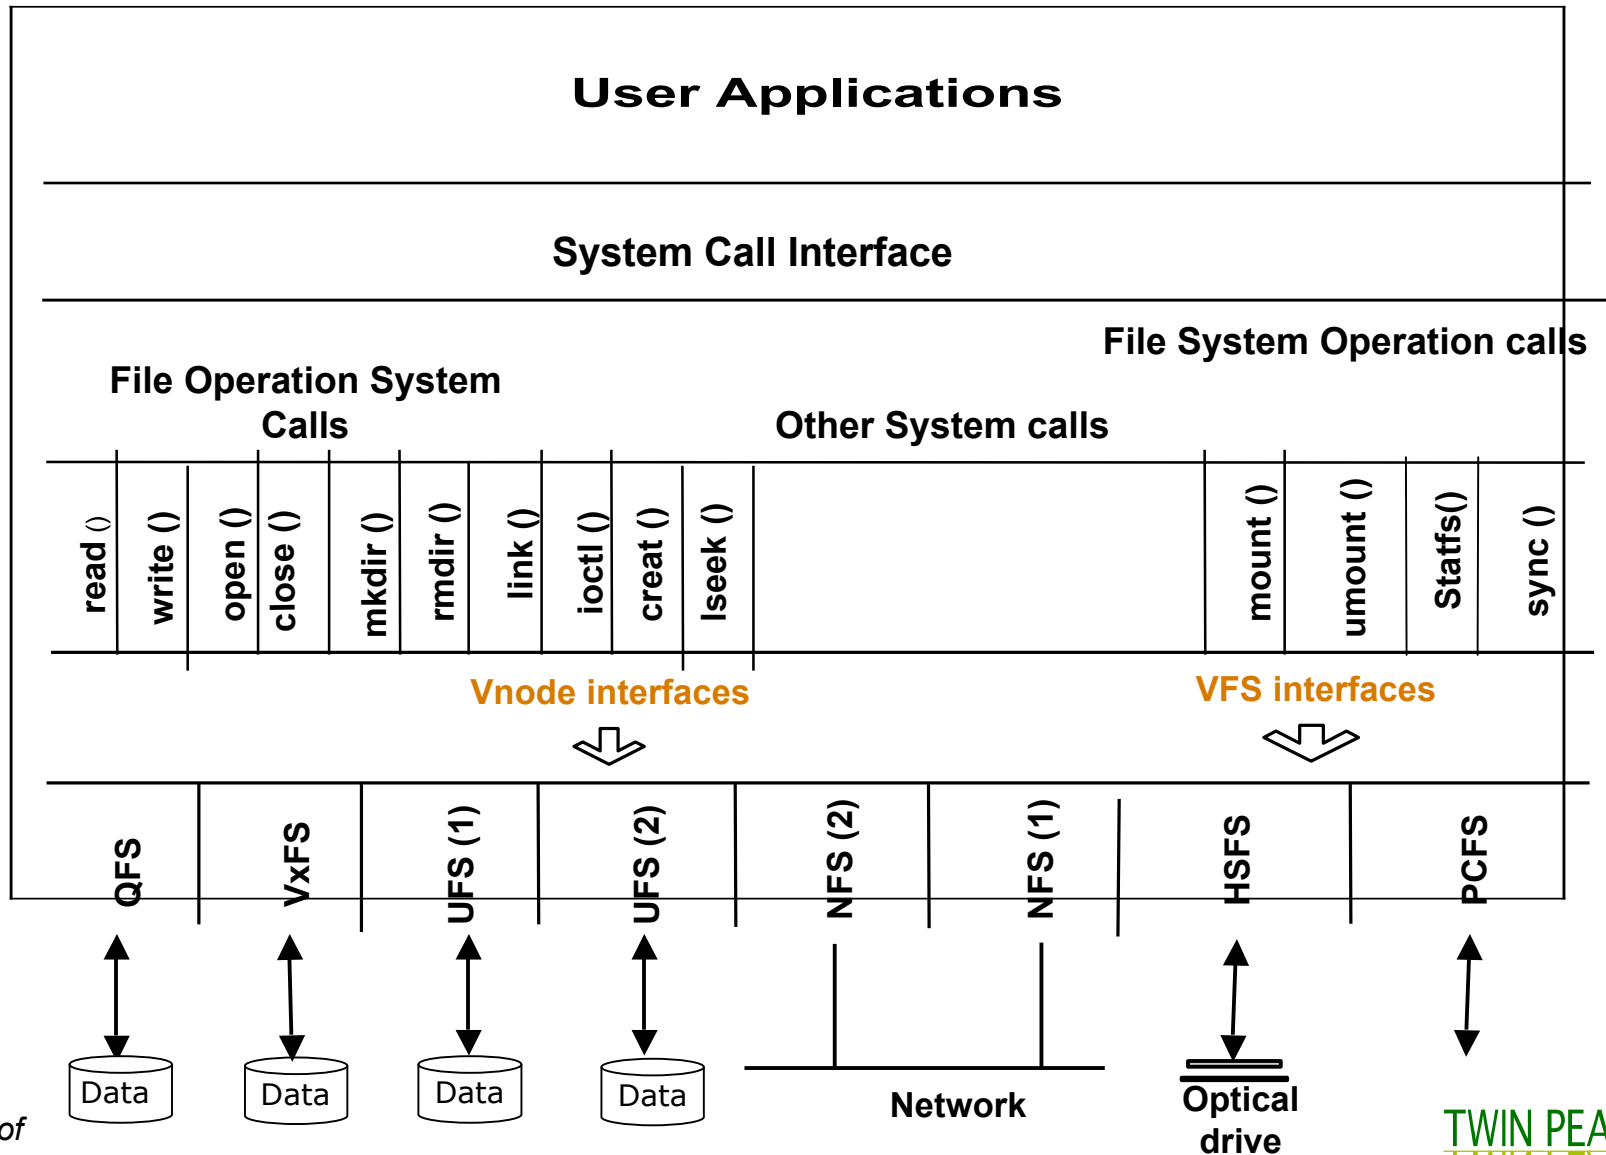 User Applications
System Call Interface
File System Operation calls
File Operation System
Calls
Other System calls
read ()
write ()
open ()
close ()
mkdir ()
rmdir ()
link ()
ioctl ()
creat ()
lseek ()
mount ()
umount ()
Statfs()
sync ()
Vnode interfaces
VFS interfaces
QFS
VxFS
UFS (1)
UFS (2)
NFS (2)
NFS (1)
HSFS
PCFS
Data
Data
Data
Data
Network
Optical
drive
of
TWIN PEA